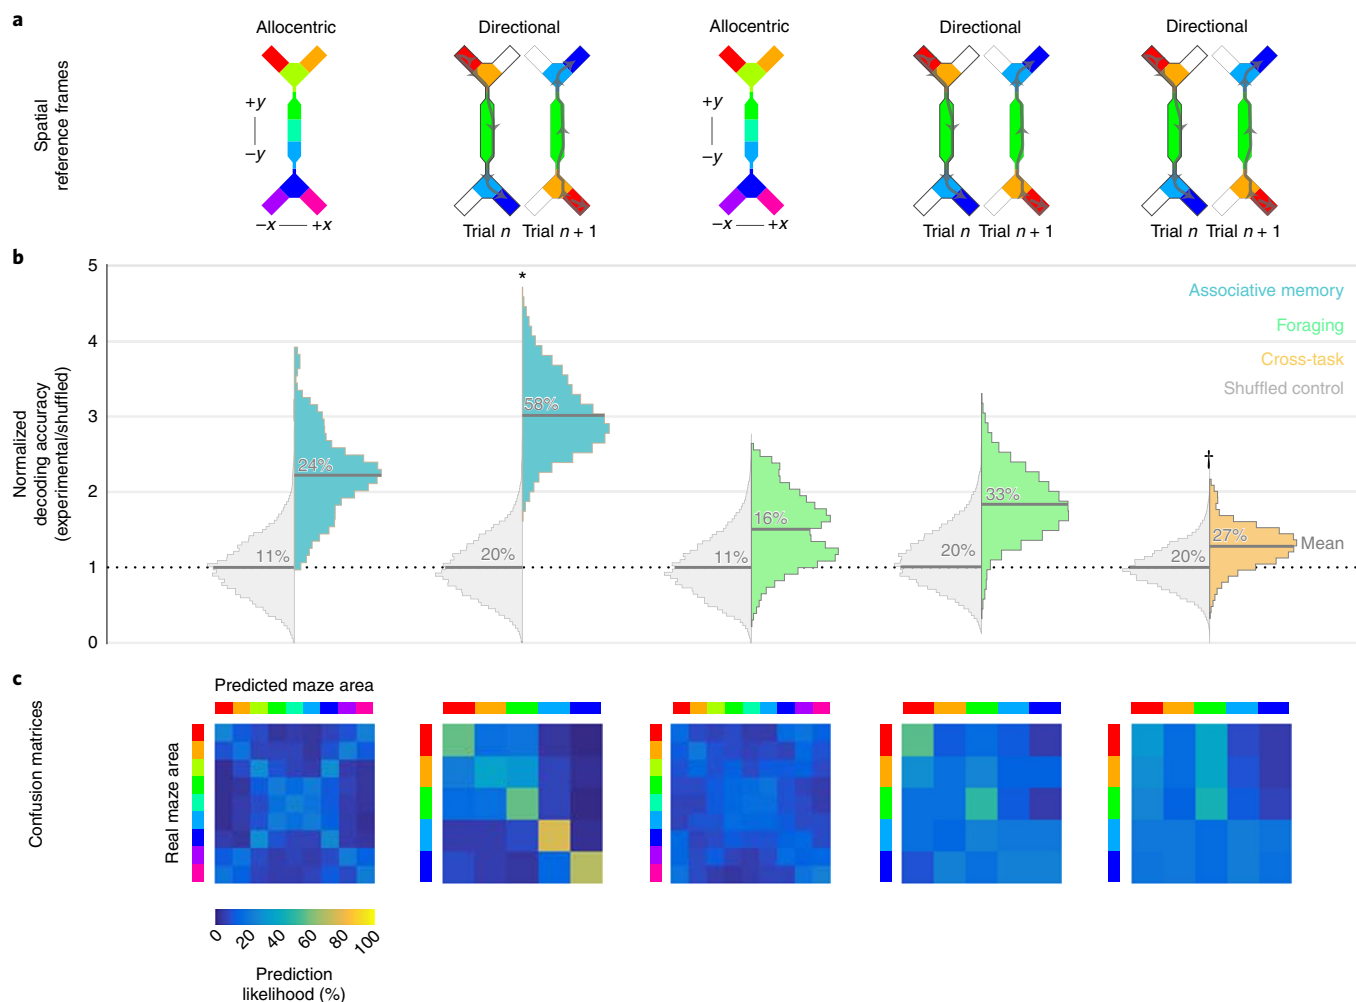 a
Allocentric
Directional
Allocentric
Directional
Directional
Spatial
reference frames
+y
−y
−x
+x
Trial n
Trial n + 1
+y
−y
−x
+x
Trial n
Trial n + 1
Trial n
Trial n + 1
b
Normalized
decoding accuracy
(experimental/shuffled)
5
4
3
2
1
0
*
†
Associative memory
Foraging
Cross-task
Shuffled control
11%
24%
20%
58%
11%
16%
20%
33%
20%
27%
Mean
c
Confusion matrices
Predicted maze area
Real maze area
0
20
40
60
80
100
Prediction
likelihood (%)